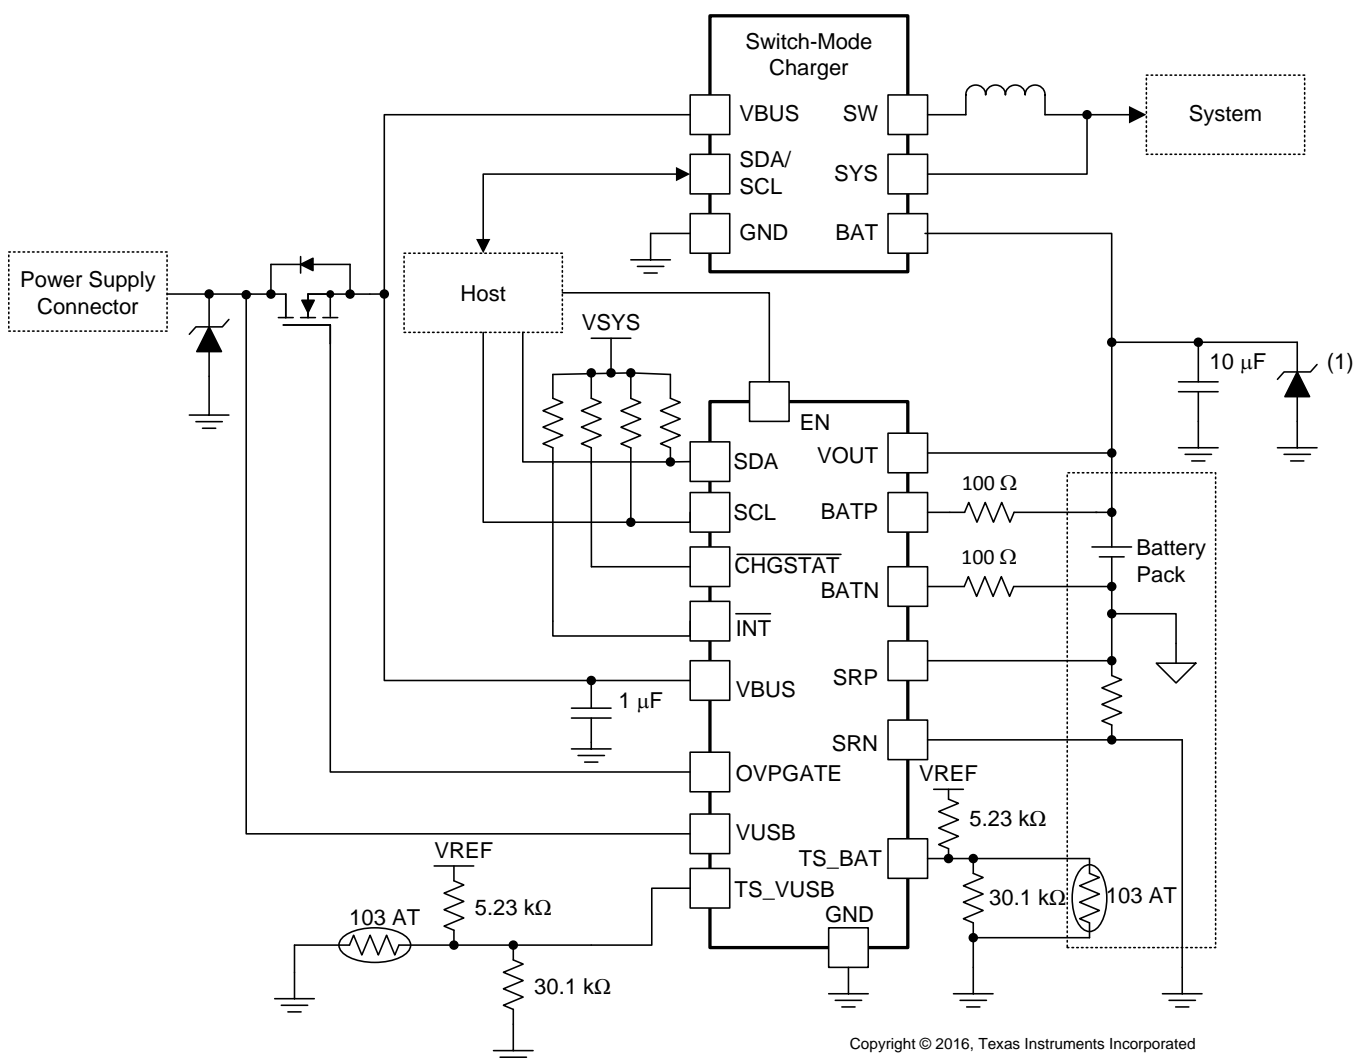 Switch-Mode
Charger
VBUS
SW
System
SDA/
SCL
SYS
GND
BAT
Power Supply
Connector
Host
VSYS
10 μF
(1)
EN
SDA
VOUT
100 Ω
SCL
BATP
CHGSTAT
100 Ω
Battery
Pack
BATN
INT
VBUS
1 μF
SRP
SRN
OVPGATE
VREF
5.23 kΩ
VUSB
TS_BAT
VREF
TS_VUSB
30.1 kΩ
103 AT
5.23 kΩ
103 AT
GND
30.1 kΩ
Copyright © 2016, Texas Instruments Incorporated